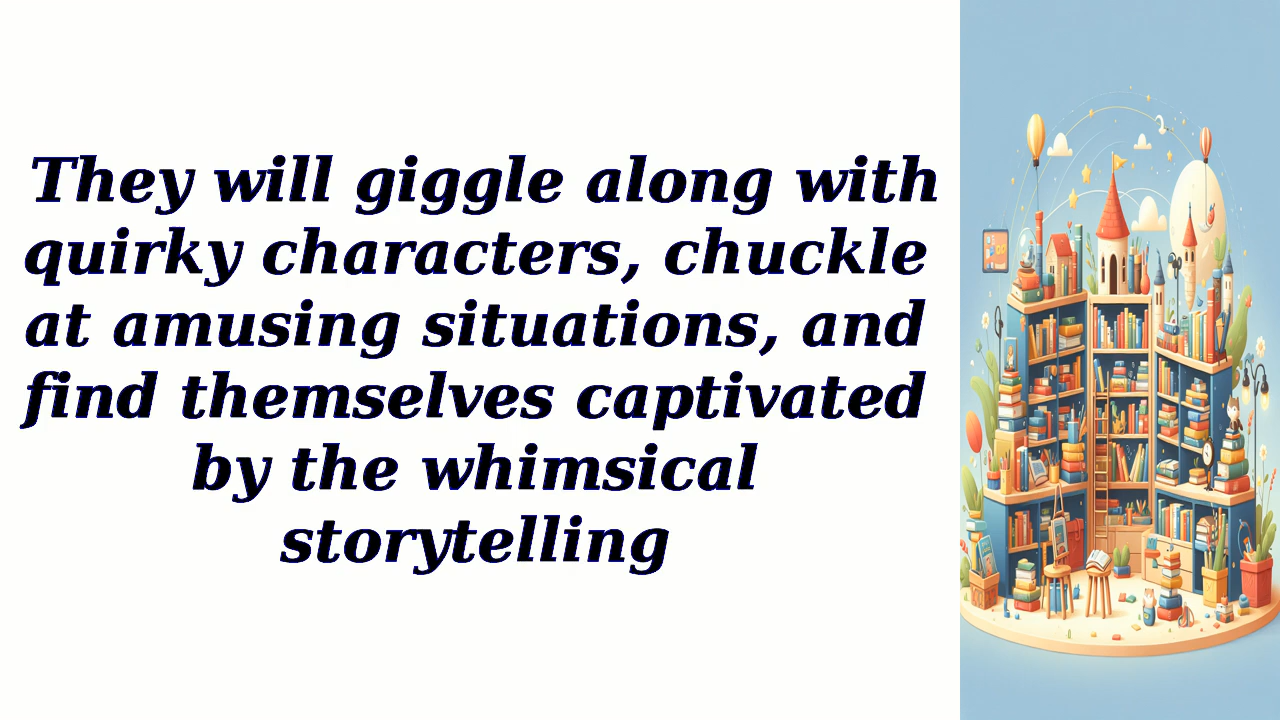 They will giggle along with
quirky characters, chuckle
at amusing situations, and
find themselves captivated
by the whimsical
storytelling